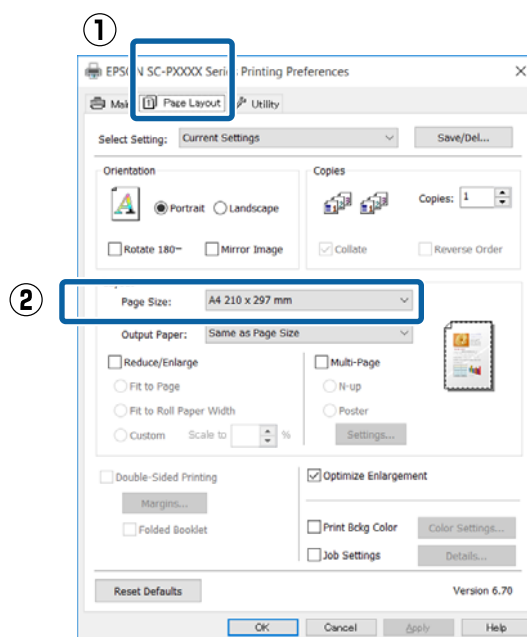 ①
EPSON SC-PXXXX Series Printing Preferences
Main Page Layout Utility
Select Setting: Current Settings Save/Del...
Orientation Copies
Portrait Landscape Copies: 1
Rotate 180° Mirror Image Collate Reverse Order
②
Page Size: A4 210 x 297 mm
Output Paper: Same as Page Size
Reduce/Enlarge Multi-Page
Fit to Page N-up
Fit to Roll Paper Width Poster
Custom Scale to % Settings...
Double-Sided Printing Optimize Enlargement
Margins...
Folded Booklet Print Bckg Color Color Settings...
Job Settings Details...
Reset Defaults Version 6.70
OK Cancel Apply Help